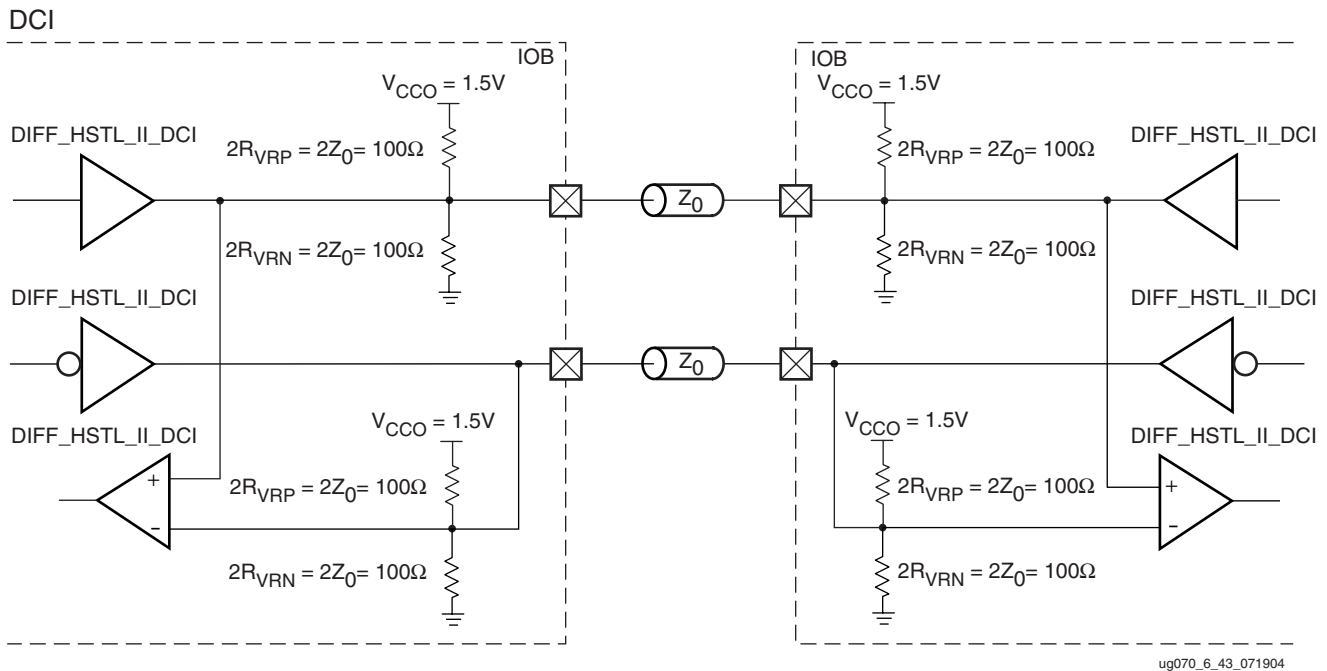 DCI
IOB
IOB
V_CCO = 1.5V
V_CCO = 1.5V
DIFF_HSTL_II_DCI
2R_VRP = 2Z_0= 100Ω
2R_VRP = 2Z_0= 100Ω
DIFF_HSTL_II_DCI
Z_0
2R_VRN = 2Z_0= 100Ω
2R_VRN = 2Z_0= 100Ω
DIFF_HSTL_II_DCI
DIFF_HSTL_II_DCI
Z_0
V_CCO = 1.5V
V_CCO = 1.5V
DIFF_HSTL_II_DCI
DIFF_HSTL_II_DCI
+
2R_VRP = 2Z_0= 100Ω
2R_VRP = 2Z_0= 100Ω
+
–
–
2R_VRN = 2Z_0= 100Ω
2R_VRN = 2Z_0= 100Ω
ug070_6_43_071904